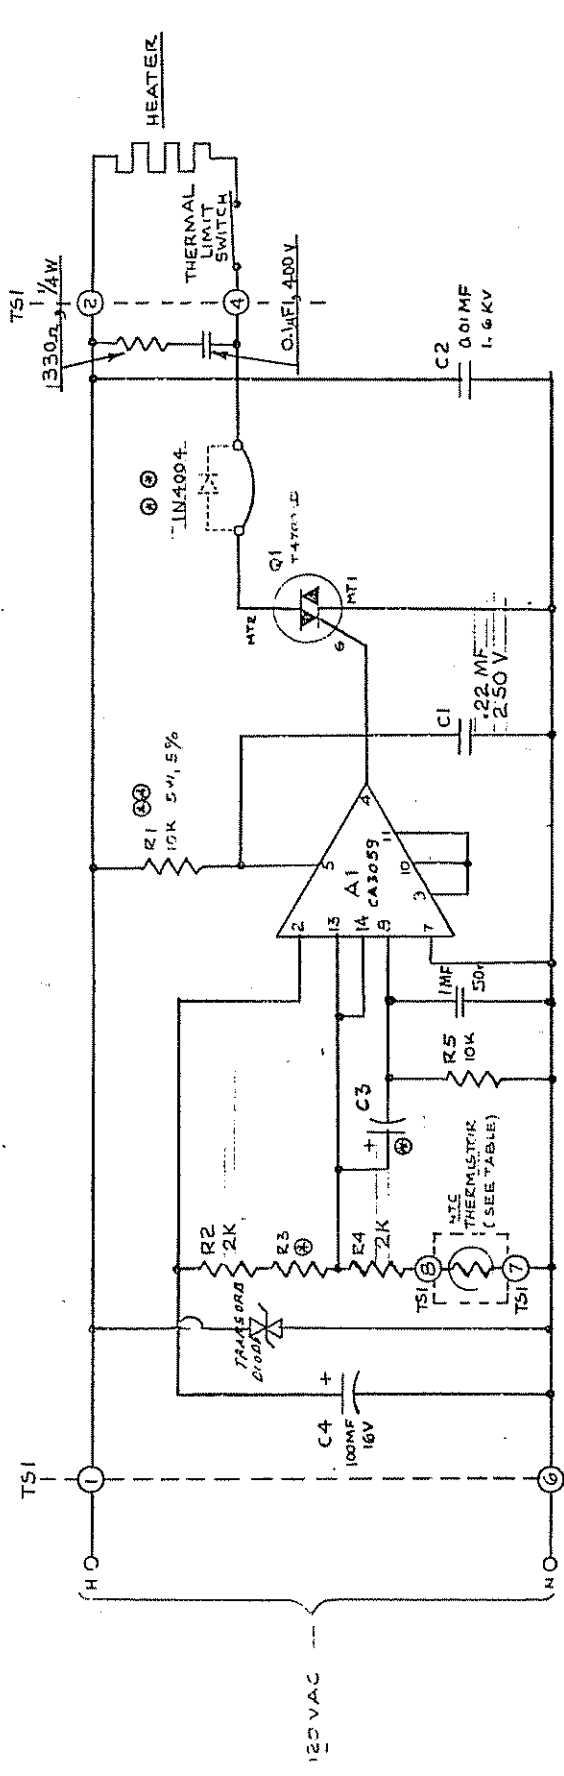 120 VAC
H
N
TS1
1
6
C4
100MF
16V
+
TRANSORB
DIODE
R2
2K
R3
*
R4
2K
TS1
8
7
TS1
NTC
THERMISTOR
(SEE TABLE)
C3
+
*
R5
10K
1MF
2
13
14
9
7
A1
CA3059
5
4
3
10
11
R1
10K 5W, 5%
C1
.22 MF
250 V
Q1
MT2
MT1
G
**
1N4004
C2
0.01 MF
1.6 KV
330Ω 1/4W
0.1µF, 400V
TS1
2
4
THERMAL
LIMIT
SWITCH
HEATER